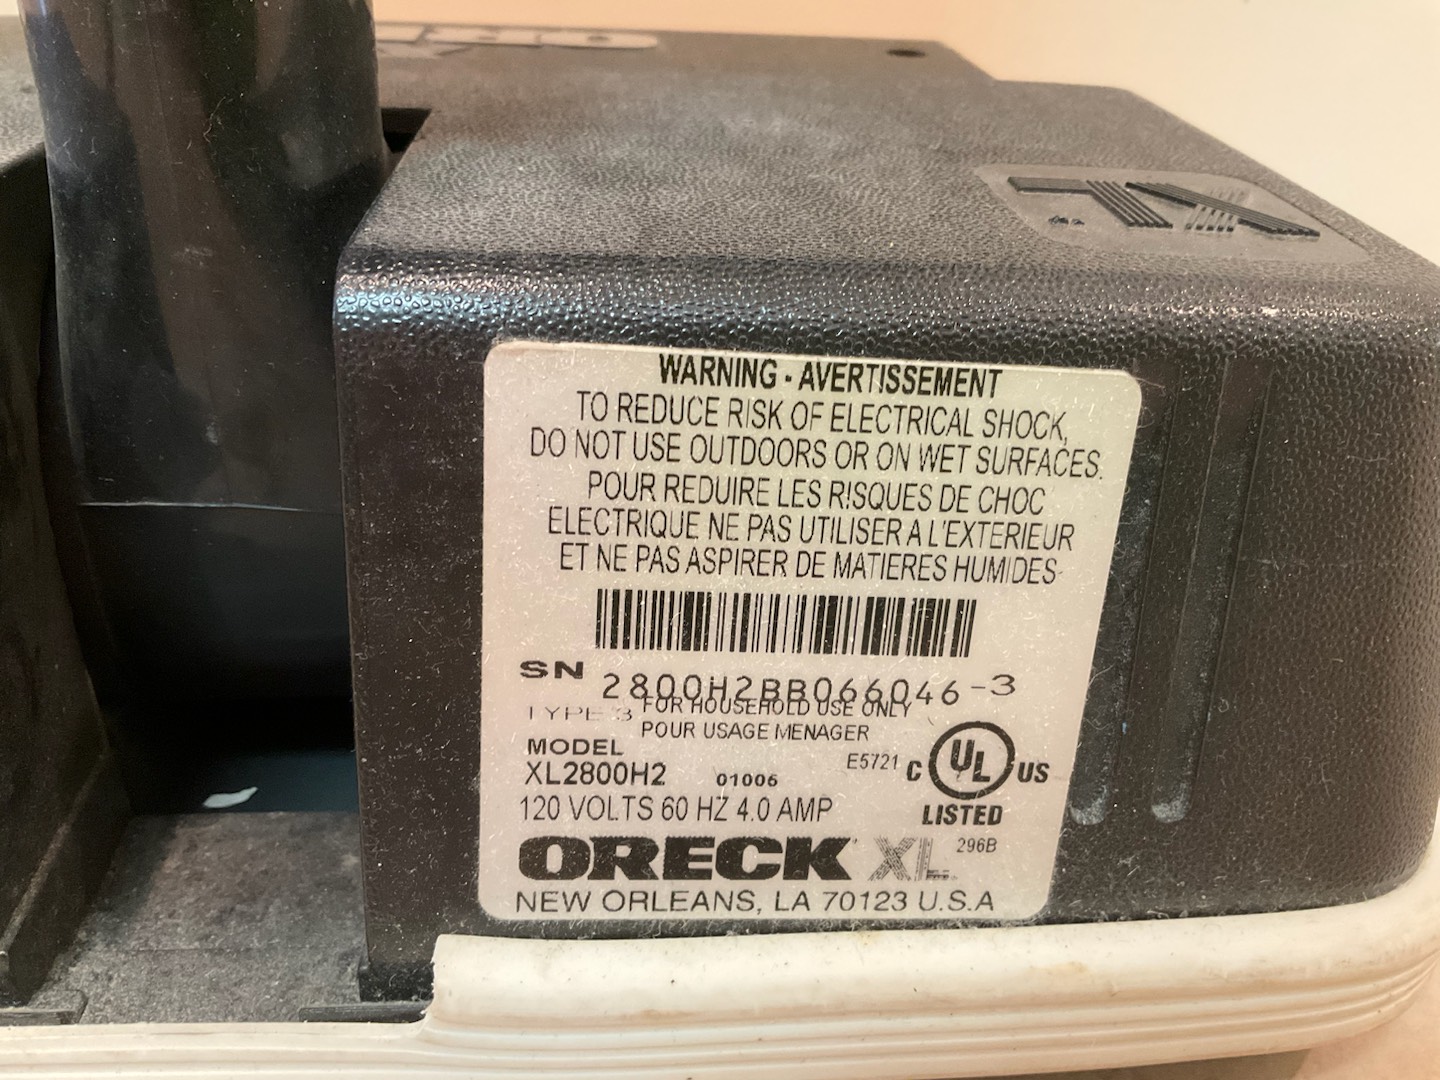 WARNING - AVERTISSEMENT
TO REDUCE RISK OF ELECTRICAL SHOCK,
DO NOT USE OUTDOORS OR ON WET SURFACES.
POUR REDUIRE LES RISQUES DE CHOC
ELECTRIQUE NE PAS UTILISER A L'EXTERIEUR
ET NE PAS ASPIRER DE MATIERES HUMIDES
SN 2800H2BB066046-3
TYPE 3 FOR HOUSEHOLD USE ONLY
POUR USAGE MENAGER
MODEL
XL2800H2 01006 E5721 C UL US
120 VOLTS 60 HZ 4.0 AMP LISTED
ORECK XL 296B
NEW ORLEANS, LA 70123 U.S.A
XL